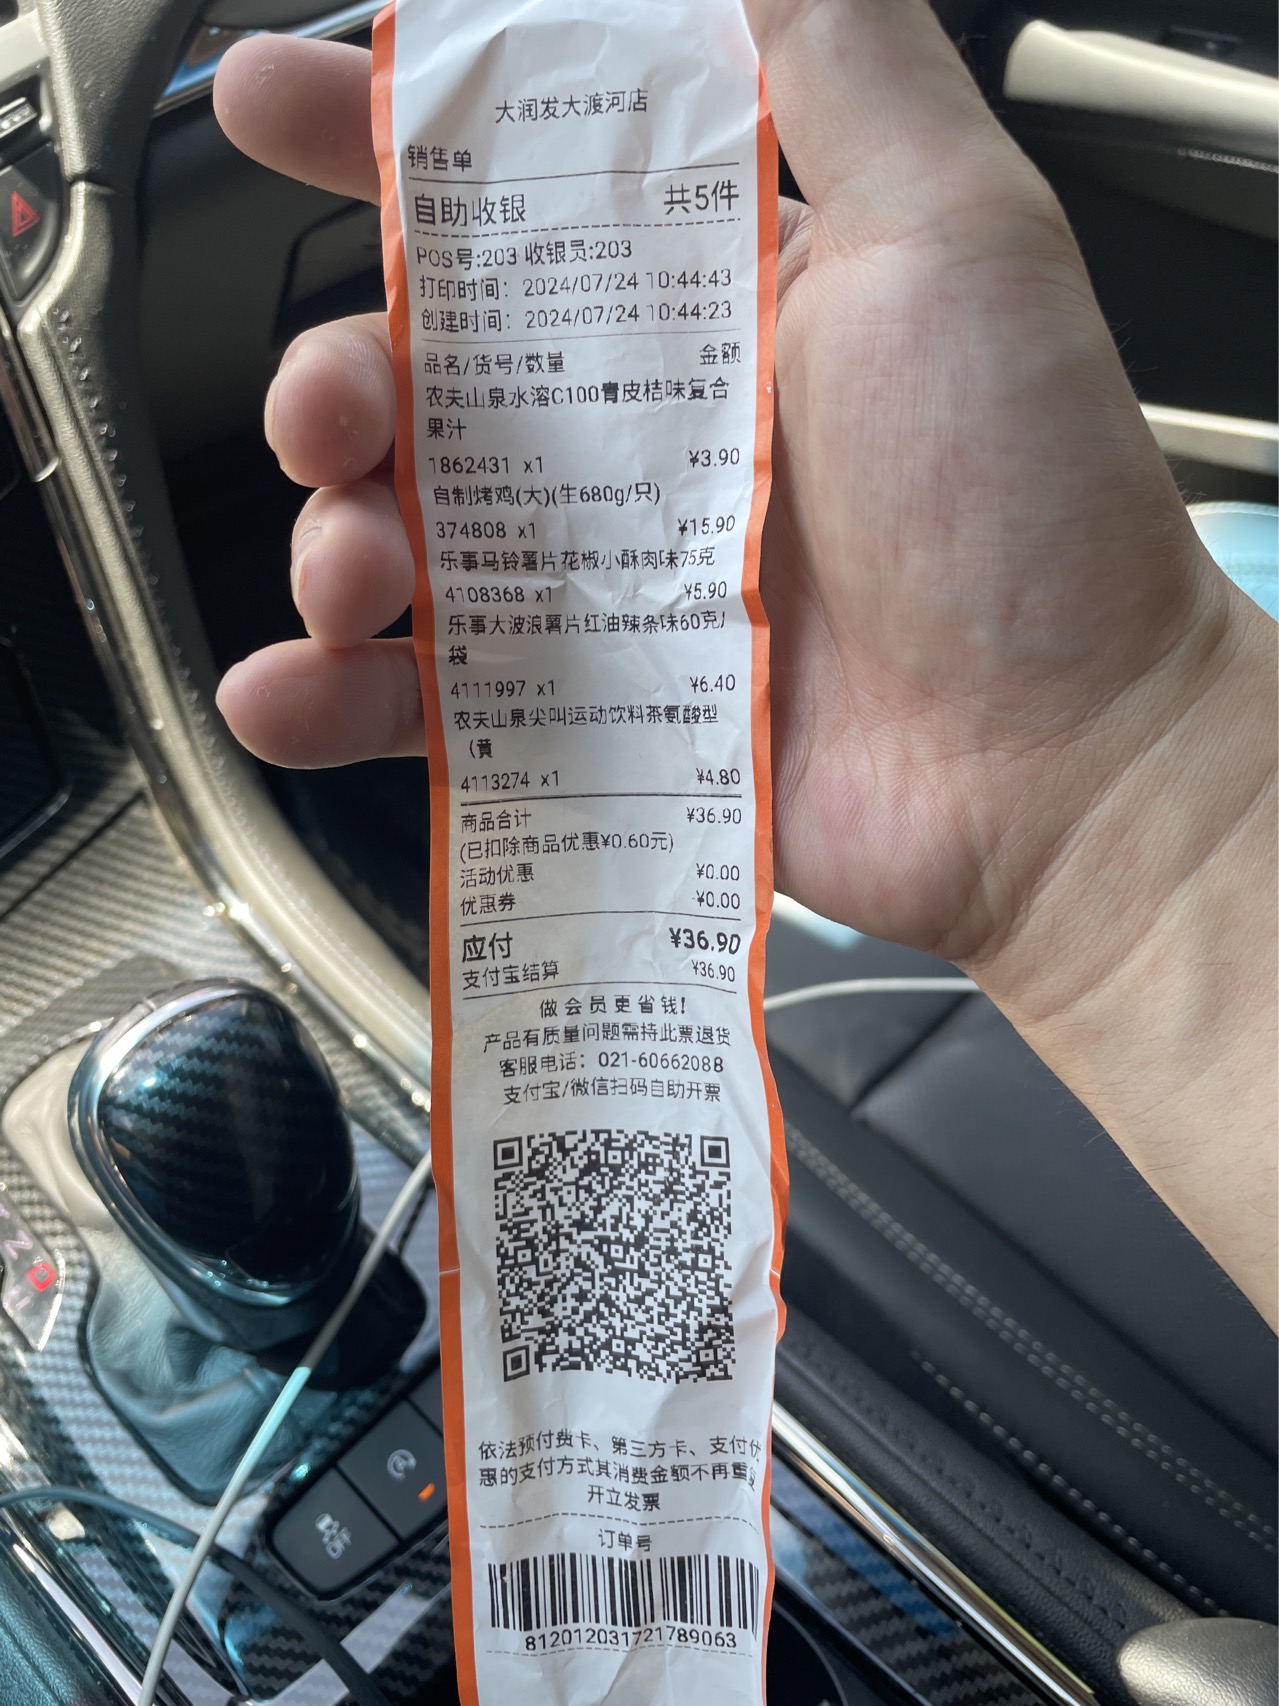 大润发大渡河店
销售单
自助收银 共5件
POS号:203 收银员:203
打印时间: 2024/07/24 10:44:43
创建时间: 2024/07/24 10:44:23
品名/货号/数量 金额
农夫山泉水溶C100青皮桔味复合
果汁
1862431 x1 ¥3.90
自制烤鸡(大)(生680g/只)
374808 x1 ¥15.90
乐事马铃薯片花椒小酥肉味75克
4108368 x1 ¥5.90
乐事大波浪薯片红油辣条味60克/
袋
4111997 x1 ¥6.40
农夫山泉尖叫运动饮料茶氨酸型
(黄
4113274 x1 ¥4.80
商品合计 ¥36.90
(已扣除商品优惠¥0.60元)
活动优惠 ¥0.00
优惠券 -¥0.00
应付 ¥36.90
支付宝结算 ¥36.90
做会员更省钱!
产品有质量问题需持此票退货
客服电话: 021-60662088
支付宝/微信扫码自助开票
依法预付费卡、第三方卡、支付优
惠的支付方式其消费金额不再重复
开立发票
订单号
812012031721789063